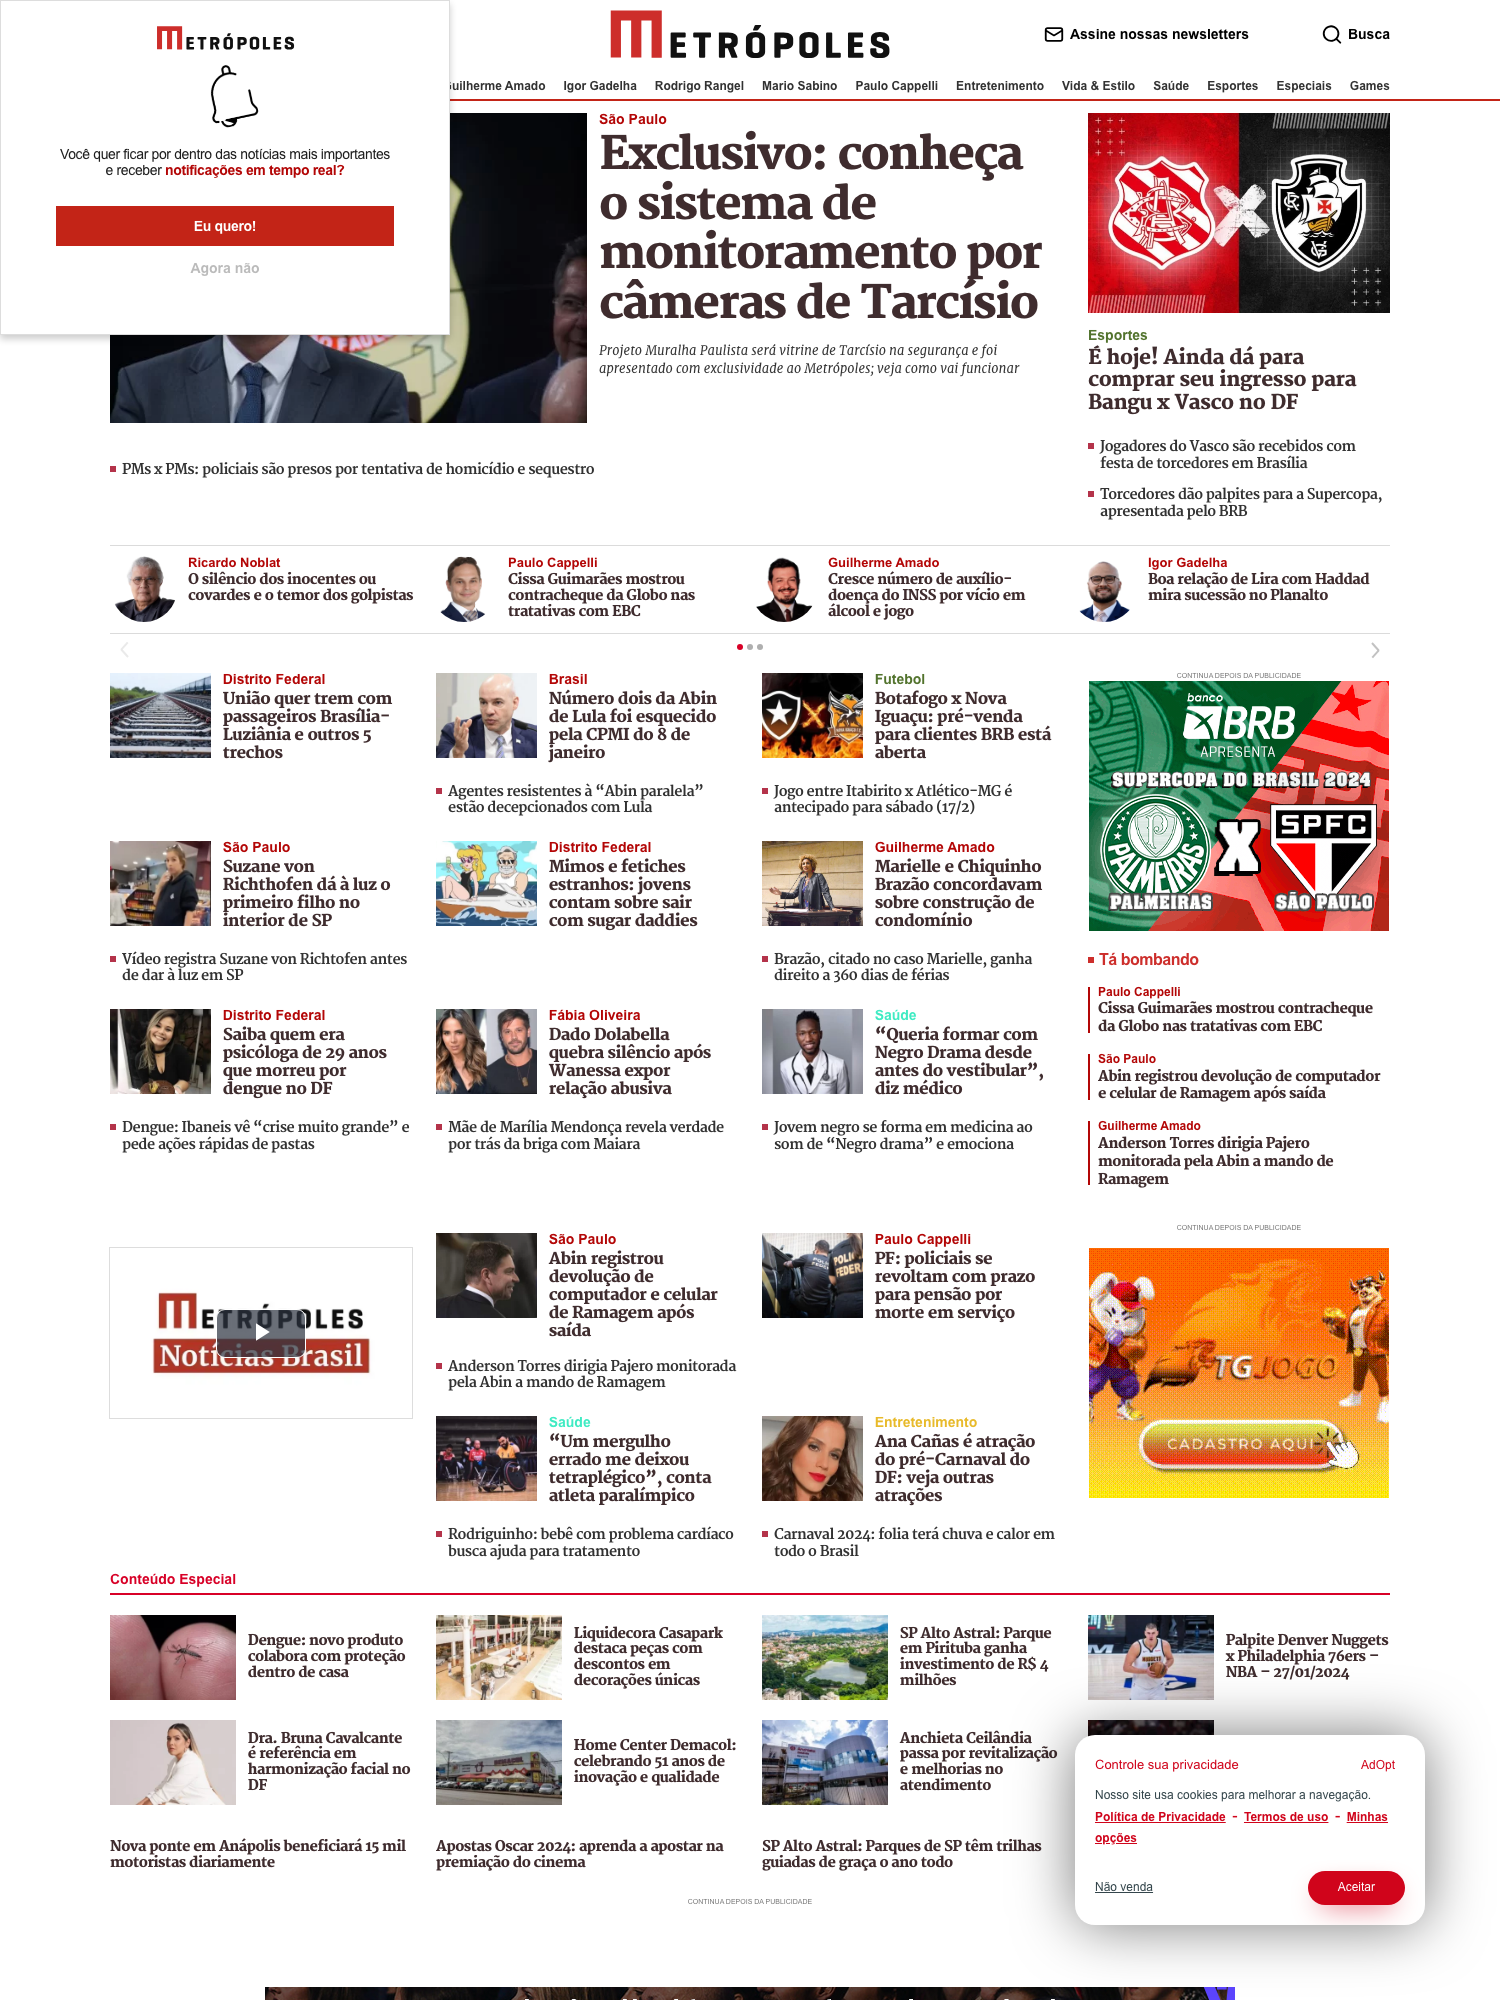 METRÓPOLES
Você quer ficar por dentro das notícias mais importantes
e receber notificações em tempo real?
Eu quero!
Agora não
METRÓPOLES
Assine nossas newsletters
Busca
Guilherme Amado Igor Gadelha Rodrigo Rangel Mario Sabino Paulo Cappelli Entretenimento Vida & Estilo Saúde Esportes Especiais Games
São Paulo
Exclusivo: conheça
o sistema de
monitoramento por
câmeras de Tarcísio
Projeto Muralha Paulista será vitrine de Tarcísio na segurança e foi
apresentado com exclusividade ao Metrópoles; veja como vai funcionar
PMs x PMs: policiais são presos por tentativa de homicídio e sequestro
Esportes
É hoje! Ainda dá para
comprar seu ingresso para
Bangu x Vasco no DF
Jogadores do Vasco são recebidos com
festa de torcedores em Brasília
Torcedores dão palpites para a Supercopa,
apresentada pelo BRB
Ricardo Noblat
O silêncio dos inocentes ou
covardes e o temor dos golpistas
Paulo Cappelli
Cissa Guimarães mostrou
contracheque da Globo nas
tratativas com EBC
Guilherme Amado
Cresce número de auxílio-
doença do INSS por vício em
álcool e jogo
Igor Gadelha
Boa relação de Lira com Haddad
mira sucessão no Planalto
Distrito Federal
União quer trem com
passageiros Brasília-
Luziânia e outros 5
trechos
Brasil
Número dois da Abin
de Lula foi esquecido
pela CPMI do 8 de
janeiro
Agentes resistentes à “Abin paralela”
estão decepcionados com Lula
Futebol
Botafogo x Nova
Iguaçu: pré-venda
para clientes BRB está
aberta
Jogo entre Itabirito x Atlético-MG é
antecipado para sábado (17/2)
São Paulo
Suzane von
Richthofen dá à luz o
primeiro filho no
interior de SP
Vídeo registra Suzane von Richtofen antes
de dar à luz em SP
Distrito Federal
Mimos e fetiches
estranhos: jovens
contam sobre sair
com sugar daddies
Guilherme Amado
Marielle e Chiquinho
Brazão concordavam
sobre construção de
condomínio
Brazão, citado no caso Marielle, ganha
direito a 360 dias de férias
Distrito Federal
Saiba quem era
psicóloga de 29 anos
que morreu por
dengue no DF
Dengue: Ibaneis vê “crise muito grande” e
pede ações rápidas de pastas
Fábia Oliveira
Dado Dolabella
quebra silêncio após
Wanessa expor
relação abusiva
Mãe de Marília Mendonça revela verdade
por trás da briga com Maiara
Saúde
“Queria formar com
Negro Drama desde
antes do vestibular”,
diz médico
Jovem negro se forma em medicina ao
som de “Negro drama” e emociona
CONTINUA DEPOIS DA PUBLICIDADE
banco
BRB
APRESENTA
SUPERCOPA DO BRASIL 2024
PALMEIRAS
X
SPFC
PALMEIRAS
SÃO PAULO
Tá bombando
Paulo Cappelli
Cissa Guimarães mostrou contracheque
da Globo nas tratativas com EBC
São Paulo
Abin registrou devolução de computador
e celular de Ramagem após saída
Guilherme Amado
Anderson Torres dirigia Pajero
monitorada pela Abin a mando de
Ramagem
METRÓPOLES
Notícias Brasil
São Paulo
Abin registrou
devolução de
computador e celular
de Ramagem após
saída
Anderson Torres dirigia Pajero monitorada
pela Abin a mando de Ramagem
Paulo Cappelli
PF: policiais se
revoltam com prazo
para pensão por
morte em serviço
Saúde
“Um mergulho
errado me deixou
tetraplégico”, conta
atleta paralímpico
Rodriguinho: bebê com problema cardíaco
busca ajuda para tratamento
Entretenimento
Ana Cañas é atração
do pré-Carnaval do
DF: veja outras
atrações
Carnaval 2024: folia terá chuva e calor em
todo o Brasil
CONTINUA DEPOIS DA PUBLICIDADE
TGJOGO
CADASTRO AQUI
Conteúdo Especial
Dengue: novo produto
colabora com proteção
dentro de casa
Liquidecora Casapark
destaca peças com
descontos em
decorações únicas
SP Alto Astral: Parque
em Pirituba ganha
investimento de R$ 4
milhões
Palpite Denver Nuggets
x Philadelphia 76ers –
NBA – 27/01/2024
Dra. Bruna Cavalcante
é referência em
harmonização facial no
DF
Home Center Demacol:
celebrando 51 anos de
inovação e qualidade
Anchieta Ceilândia
passa por revitalização
e melhorias no
atendimento
Nova ponte em Anápolis beneficiará 15 mil
motoristas diariamente
Apostas Oscar 2024: aprenda a apostar na
premiação do cinema
SP Alto Astral: Parques de SP têm trilhas
guiadas de graça o ano todo
CONTINUA DEPOIS DA PUBLICIDADE
Controle sua privacidade
AdOpt
Nosso site usa cookies para melhorar a navegação.
Política de Privacidade - Termos de uso - Minhas
opções
Não venda
Aceitar